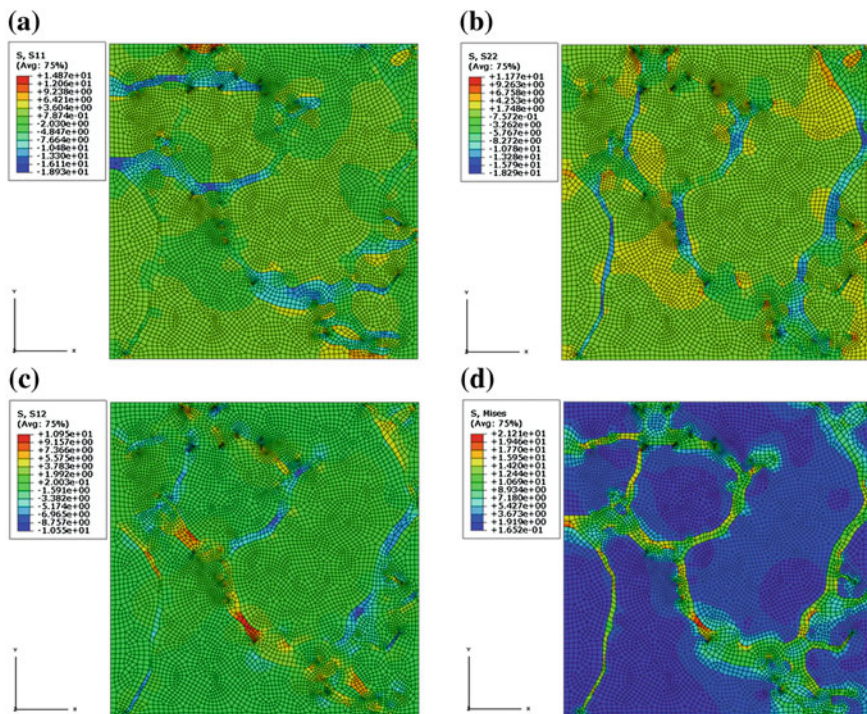 (a)
S, S11
(Avg: 75%)
+1.487e+01
+1.206e+01
+9.238e+00
+6.421e+00
+3.604e+00
+7.874e-01
-2.030e+00
-4.847e+00
-7.664e+00
-1.048e+01
-1.330e+01
-1.611e+01
-1.893e+01
Y
X
(b)
S, S22
(Avg: 75%)
+1.177e+01
+9.263e+00
+6.758e+00
+4.253e+00
+1.748e+00
-7.572e-01
-3.262e+00
-5.767e+00
-8.272e+00
-1.078e+01
-1.328e+01
-1.579e+01
-1.829e+01
Y
X
(c)
S, S12
(Avg: 75%)
+1.095e+01
+9.157e+00
+7.366e+00
+5.575e+00
+3.783e+00
+1.992e+00
+2.003e-01
-1.591e+00
-3.382e+00
-5.174e+00
-6.965e+00
-8.757e+00
-1.055e+01
Y
X
(d)
S, Mises
(Avg: 75%)
+2.121e+01
+1.946e+01
+1.770e+01
+1.595e+01
+1.420e+01
+1.244e+01
+1.069e+01
+8.934e+00
+7.180e+00
+5.427e+00
+3.673e+00
+1.919e+00
+1.652e-01
Y
X